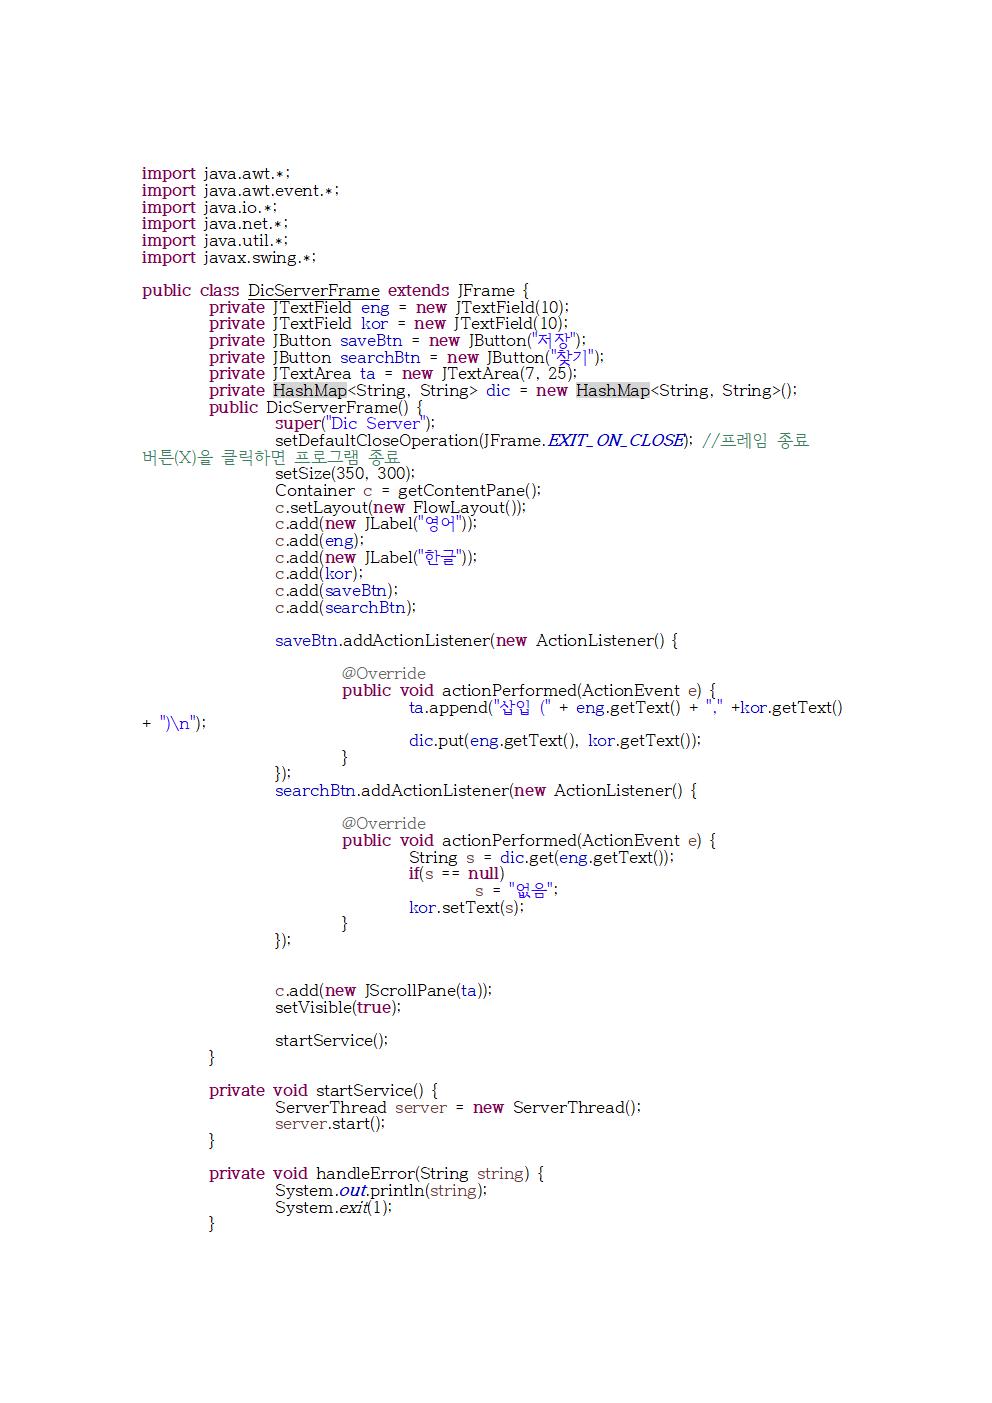 import java.awt.*;
import java.awt.event.*;
import java.io.*;
import java.net.*;
import java.util.*;
import javax.swing.*;
public class DicServerFrame extends JFrame {
private JTextField eng = new JTextField(10);
private JTextField kor = new JTextField(10);
private JButton saveBtn = new JButton("저장");
private JButton searchBtn = new JButton("찾기");
private JTextArea ta = new JTextArea(7, 25);
private HashMap<String, String> dic = new HashMap<String, String>();
public DicServerFrame() {
super("Dic Server");
setDefaultCloseOperation(JFrame.EXIT_ON_CLOSE); //프레임 종료
버튼(X)을 클릭하면 프로그램 종료
setSize(350, 300);
Container c = getContentPane();
c.setLayout(new FlowLayout());
c.add(new JLabel("영어"));
c.add(eng);
c.add(new JLabel("한글"));
c.add(kor);
c.add(saveBtn);
c.add(searchBtn);
saveBtn.addActionListener(new ActionListener() {
@Override
public void actionPerformed(ActionEvent e) {
ta.append("삽입 (" + eng.getText() + "," +kor.getText()
+ ")\n");
dic.put(eng.getText(), kor.getText());
}
});
searchBtn.addActionListener(new ActionListener() {
@Override
public void actionPerformed(ActionEvent e) {
String s = dic.get(eng.getText());
if(s == null)
s = "없음";
kor.setText(s);
}
});
c.add(new JScrollPane(ta));
setVisible(true);
startService();
}
private void startService() {
ServerThread server = new ServerThread();
server.start();
}
private void handleError(String string) {
System.out.println(string);
System.exit(1);
}